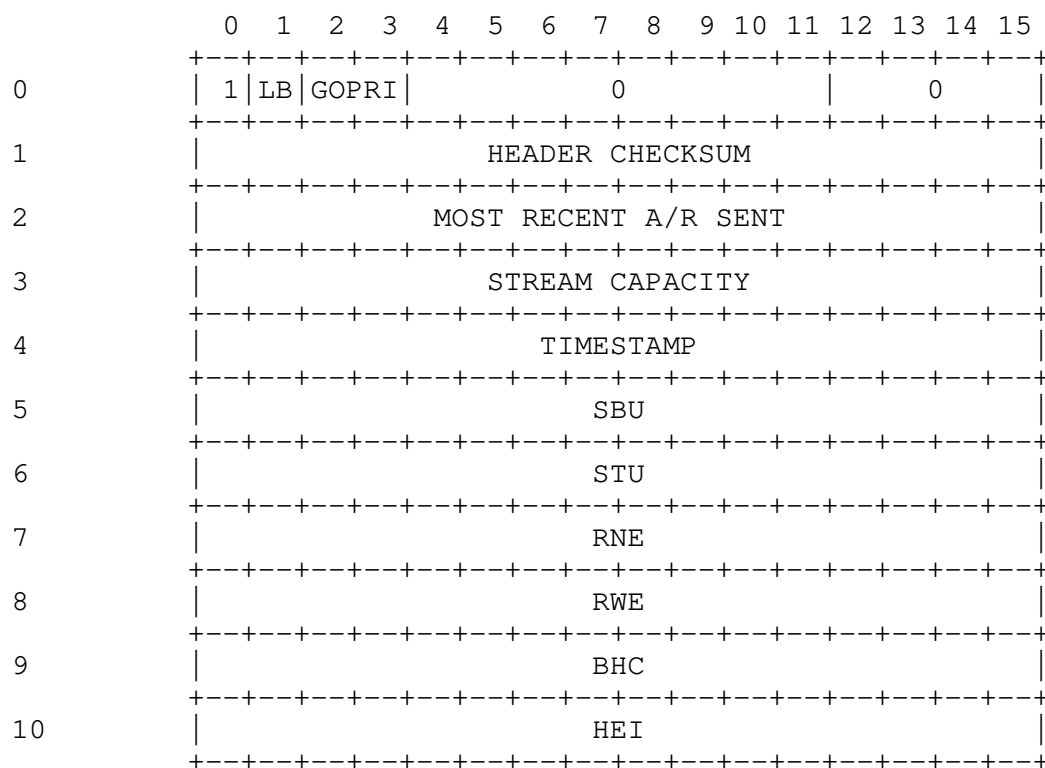 0 1 2 3 4 5 6 7 8 9 10 11 12 13 14 15
+--+--+--+--+--+--+--+--+--+--+--+--+--+--+--+--+
0 | 1|LB|GOPRI| 0 | 0 |
+--+--+--+--+--+--+--+--+--+--+--+--+--+--+--+--+
1 | HEADER CHECKSUM |
+--+--+--+--+--+--+--+--+--+--+--+--+--+--+--+--+
2 | MOST RECENT A/R SENT |
+--+--+--+--+--+--+--+--+--+--+--+--+--+--+--+--+
3 | STREAM CAPACITY |
+--+--+--+--+--+--+--+--+--+--+--+--+--+--+--+--+
4 | TIMESTAMP |
+--+--+--+--+--+--+--+--+--+--+--+--+--+--+--+--+
5 | SBU |
+--+--+--+--+--+--+--+--+--+--+--+--+--+--+--+--+
6 | STU |
+--+--+--+--+--+--+--+--+--+--+--+--+--+--+--+--+
7 | RNE |
+--+--+--+--+--+--+--+--+--+--+--+--+--+--+--+--+
8 | RWE |
+--+--+--+--+--+--+--+--+--+--+--+--+--+--+--+--+
9 | BHC |
+--+--+--+--+--+--+--+--+--+--+--+--+--+--+--+--+
10 | HEI |
+--+--+--+--+--+--+--+--+--+--+--+--+--+--+--+--+